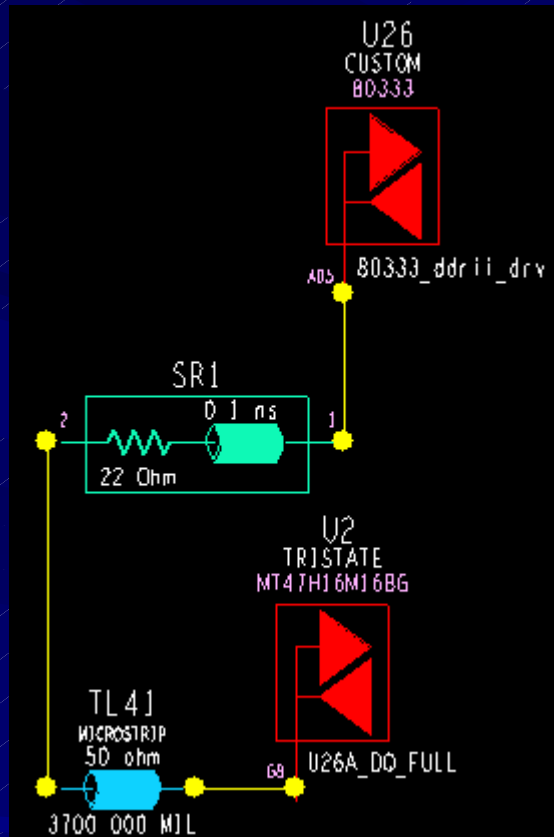 U26
CUSTOM
80333
80333_ddrii_drv
AD5
SR1
2
0 1 ns
1
22 Ohm
U2
TRISTATE
MT47H16M16BG
TL41
MICROSTRIP
50 ohm
G8
U26A_DQ_FULL
3700 000 MIL